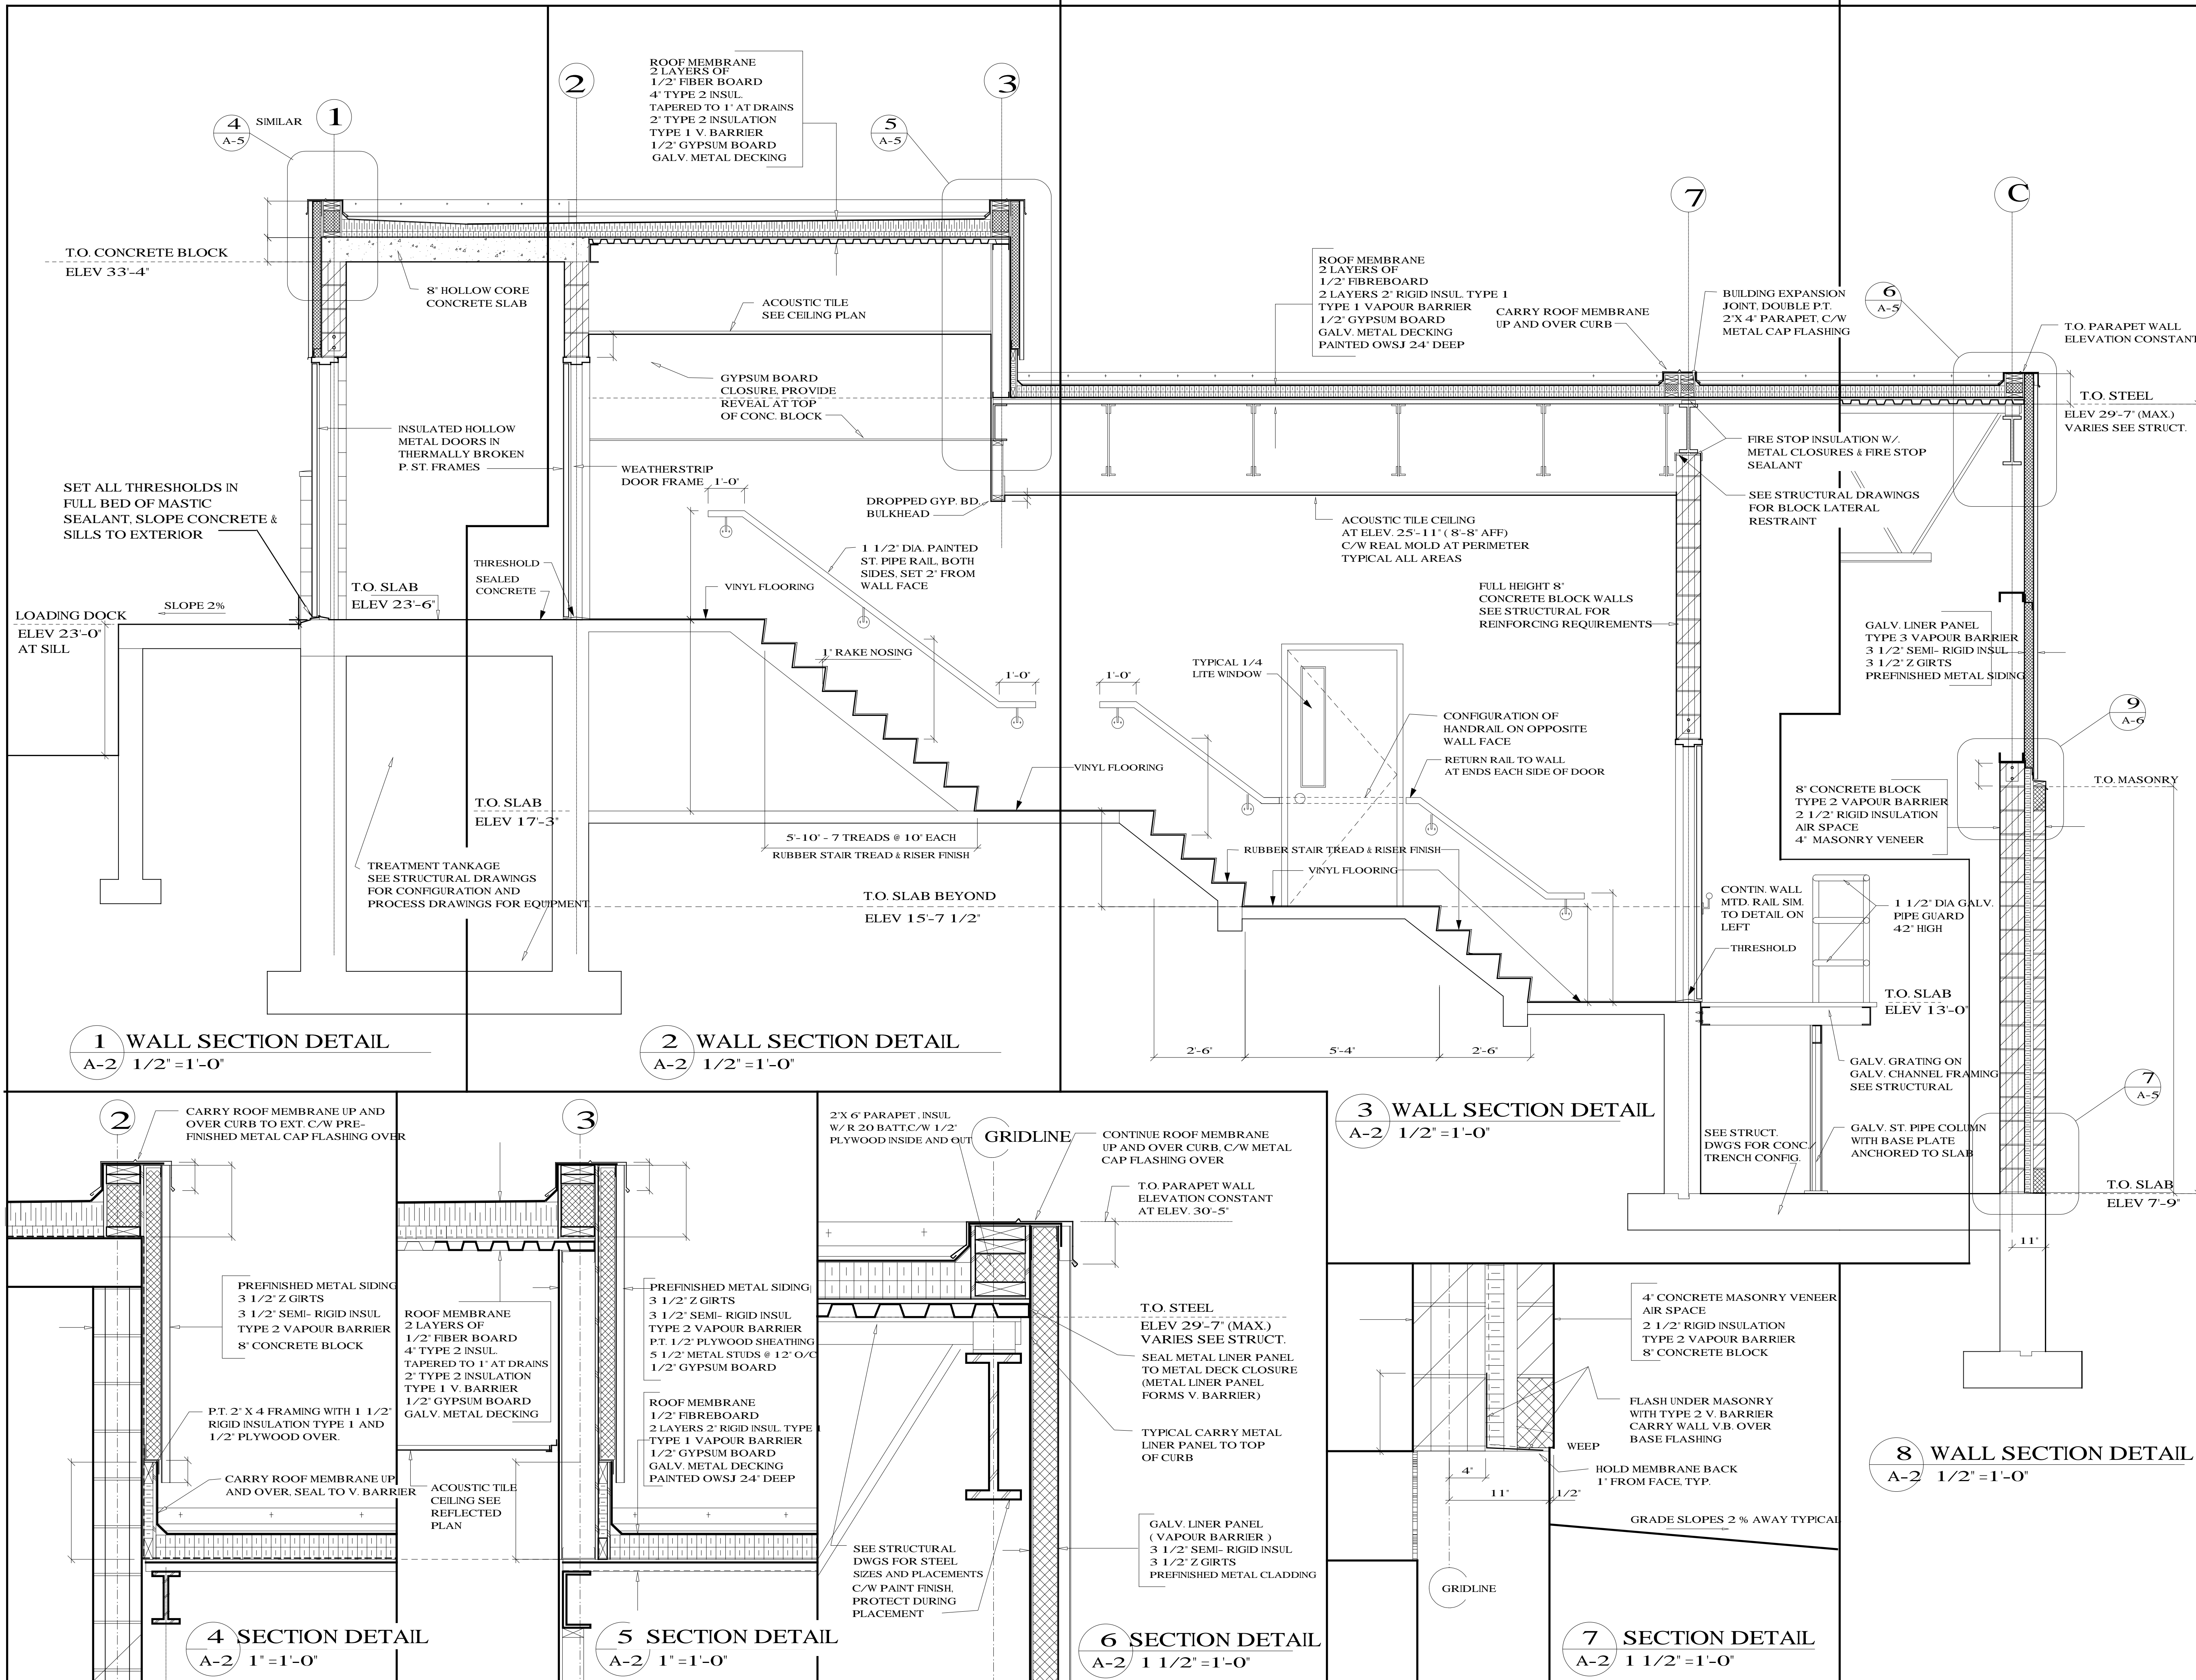 2
3
1
4
A-5
SIMILAR
5
A-5
ROOF MEMBRANE
2 LAYERS OF
1/2" FIBER BOARD
4" TYPE 2 INSUL.
TAPERED TO 1" AT DRAINS
2" TYPE 2 INSULATION
TYPE 1 V. BARRIER
1/2" GYPSUM BOARD
GALV. METAL DECKING
T.O. CONCRETE BLOCK
ELEV 33'-4"
8" HOLLOW CORE
CONCRETE SLAB
ACOUSTIC TILE
SEE CEILING PLAN
GYPSUM BOARD
CLOSURE, PROVIDE
REVEAL AT TOP
OF CONC. BLOCK
INSULATED HOLLOW
METAL DOORS IN
THERMALLY BROKEN
P. ST. FRAMES
WEATHERSTRIP
DOOR FRAME
1'-0"
DROPPED GYP. BD.
BULKHEAD
SET ALL THRESHOLDS IN
FULL BED OF MASTIC
SEALANT, SLOPE CONCRETE &
SILLS TO EXTERIOR
1 1/2" DIA. PAINTED
ST. PIPE RAIL, BOTH
SIDES, SET 2" FROM
WALL FACE
THRESHOLD
SEALED
CONCRETE
VINYL FLOORING
T.O. SLAB
ELEV 23'-6"
SLOPE 2%
LOADING DOCK
ELEV 23'-0"
AT SILL
1" RAKE NOSING
1'-0"
T.O. SLAB
ELEV 17'-3"
VINYL FLOORING
5'-10" - 7 TREADS @ 10" EACH
RUBBER STAIR TREAD & RISER FINISH
TREATMENT TANKAGE
SEE STRUCTURAL DRAWINGS
FOR CONFIGURATION AND
PROCESS DRAWINGS FOR EQUIPMENT
T.O. SLAB BEYOND
ELEV 15'-7 1/2"
1
A-2
WALL SECTION DETAIL
1/2" =1'-0"
2
A-2
WALL SECTION DETAIL
1/2" =1'-0"
7
C
ROOF MEMBRANE
2 LAYERS OF
1/2" FIBREBOARD
2 LAYERS 2" RIGID INSUL. TYPE 1
TYPE 1 VAPOUR BARRIER
1/2" GYPSUM BOARD
GALV. METAL DECKING
PAINTED OWSJ 24" DEEP
CARRY ROOF MEMBRANE
UP AND OVER CURB
BUILDING EXPANSION
JOINT, DOUBLE P.T.
2"X 4" PARAPET, C/W
METAL CAP FLASHING
6
A-5
T.O. PARAPET WALL
ELEVATION CONSTANT
T.O. STEEL
ELEV 29'-7" (MAX.)
VARIES SEE STRUCT.
FIRE STOP INSULATION W/.
METAL CLOSURES & FIRE STOP
SEALANT
SEE STRUCTURAL DRAWINGS
FOR BLOCK LATERAL
RESTRAINT
ACOUSTIC TILE CEILING
AT ELEV. 25'-11" ( 8'-8" AFF)
C/W REAL MOLD AT PERIMETER
TYPICAL ALL AREAS
FULL HEIGHT 8"
CONCRETE BLOCK WALLS
SEE STRUCTURAL FOR
REINFORCING REQUIREMENTS
GALV. LINER PANEL
TYPE 3 VAPOUR BARRIER
3 1/2" SEMI- RIGID INSUL
3 1/2" Z GIRTS
PREFINISHED METAL SIDING
TYPICAL 1/4
LITE WINDOW
1'-0"
CONFIGURATION OF
HANDRAIL ON OPPOSITE
WALL FACE
RETURN RAIL TO WALL
AT ENDS EACH SIDE OF DOOR
9
A-6
T.O. MASONRY
8" CONCRETE BLOCK
TYPE 2 VAPOUR BARRIER
2 1/2" RIGID INSULATION
AIR SPACE
4" MASONRY VENEER
RUBBER STAIR TREAD & RISER FINISH
VINYL FLOORING
CONTIN. WALL
MTD. RAIL SIM.
TO DETAIL ON
LEFT
1 1/2" DIA GALV.
PIPE GUARD
42" HIGH
THRESHOLD
T.O. SLAB
ELEV 13'-0"
2'-6"
5'-4"
2'-6"
GALV. GRATING ON
GALV. CHANNEL FRAMING
SEE STRUCTURAL
7
A-5
3
A-2
WALL SECTION DETAIL
1/2" =1'-0"
SEE STRUCT.
DWG'S FOR CONC.
TRENCH CONFIG.
GALV. ST. PIPE COLUMN
WITH BASE PLATE
ANCHORED TO SLAB
T.O. SLAB
ELEV 7'-9"
11"
8
A-2
WALL SECTION DETAIL
1/2" =1'-0"
2
CARRY ROOF MEMBRANE UP AND
OVER CURB TO EXT. C/W PRE-
FINISHED METAL CAP FLASHING OVER
PREFINISHED METAL SIDING
3 1/2" Z GIRTS
3 1/2" SEMI- RIGID INSUL
TYPE 2 VAPOUR BARRIER
8" CONCRETE BLOCK
P.T. 2" X 4 FRAMING WITH 1 1/2"
RIGID INSULATION TYPE 1 AND
1/2" PLYWOOD OVER.
CARRY ROOF MEMBRANE UP
AND OVER, SEAL TO V. BARRIER
4
A-2
SECTION DETAIL
1" =1'-0"
3
ROOF MEMBRANE
2 LAYERS OF
1/2" FIBER BOARD
4" TYPE 2 INSUL.
TAPERED TO 1" AT DRAINS
2" TYPE 2 INSULATION
TYPE 1 V. BARRIER
1/2" GYPSUM BOARD
GALV. METAL DECKING
ACOUSTIC TILE
CEILING SEE
REFLECTED
PLAN
PREFINISHED METAL SIDING
3 1/2" Z GIRTS
3 1/2" SEMI- RIGID INSUL
TYPE 2 VAPOUR BARRIER
P.T. 1/2" PLYWOOD SHEATHING
5 1/2" METAL STUDS @ 12" O/C
1/2" GYPSUM BOARD
ROOF MEMBRANE
1/2" FIBREBOARD
2 LAYERS 2" RIGID INSUL. TYPE 1
TYPE 1 VAPOUR BARRIER
1/2" GYPSUM BOARD
GALV. METAL DECKING
PAINTED OWSJ 24" DEEP
5
A-2
SECTION DETAIL
1" =1'-0"
2"X 6" PARAPET , INSUL
W/ R 20 BATT,C/W 1/2"
PLYWOOD INSIDE AND OUT
GRIDLINE
CONTINUE ROOF MEMBRANE
UP AND OVER CURB, C/W METAL
CAP FLASHING OVER
T.O. PARAPET WALL
ELEVATION CONSTANT
AT ELEV. 30'-5"
T.O. STEEL
ELEV 29'-7" (MAX.)
VARIES SEE STRUCT.
SEAL METAL LINER PANEL
TO METAL DECK CLOSURE
(METAL LINER PANEL
FORMS V. BARRIER)
TYPICAL CARRY METAL
LINER PANEL TO TOP
OF CURB
SEE STRUCTURAL
DWGS FOR STEEL
SIZES AND PLACEMENTS
C/W PAINT FINISH,
PROTECT DURING
PLACEMENT
GALV. LINER PANEL
( VAPOUR BARRIER )
3 1/2" SEMI- RIGID INSUL
3 1/2" Z GIRTS
PREFINISHED METAL CLADDING
6
A-2
SECTION DETAIL
1 1/2" =1'-0"
4" CONCRETE MASONRY VENEER
AIR SPACE
2 1/2" RIGID INSULATION
TYPE 2 VAPOUR BARRIER
8" CONCRETE BLOCK
FLASH UNDER MASONRY
WITH TYPE 2 V. BARRIER
CARRY WALL V.B. OVER
BASE FLASHING
WEEP
HOLD MEMBRANE BACK
1" FROM FACE, TYP.
4"
11"
1/2"
GRADE SLOPES 2 % AWAY TYPICAL
GRIDLINE
7
A-2
SECTION DETAIL
1 1/2" =1'-0"